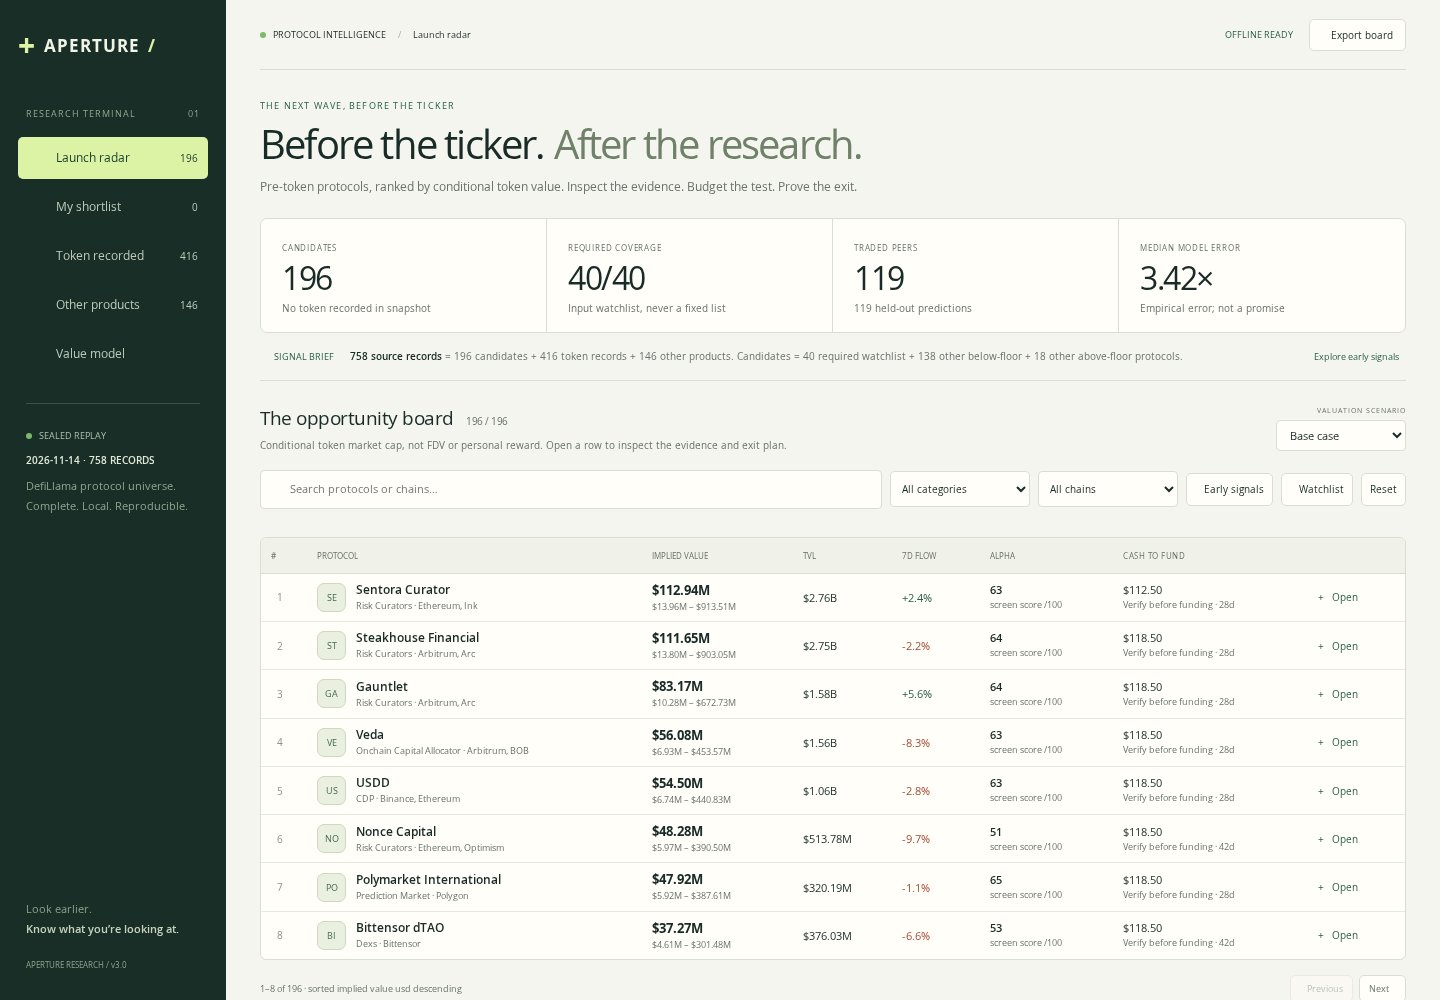 + APERTURE /
RESEARCH TERMINAL 01
Launch radar 196
My shortlist 0
Token recorded 416
Other products 146
Value model
SEALED REPLAY
2026-11-14 · 758 RECORDS
DefiLlama protocol universe.
Complete. Local. Reproducible.
Look earlier.
Know what you’re looking at.
APERTURE RESEARCH / v3.0
PROTOCOL INTELLIGENCE / Launch radar
OFFLINE READY
Export board
THE NEXT WAVE, BEFORE THE TICKER
Before the ticker. After the research.
Pre-token protocols, ranked by conditional token value. Inspect the evidence. Budget the test. Prove the exit.
CANDIDATES
196
No token recorded in snapshot
REQUIRED COVERAGE
40/40
Input watchlist, never a fixed list
TRADED PEERS
119
119 held-out predictions
MEDIAN MODEL ERROR
3.42×
Empirical error; not a promise
SIGNAL BRIEF 758 source records = 196 candidates + 416 token records + 146 other products. Candidates = 40 required watchlist + 138 other below-floor + 18 other above-floor protocols. Explore early signals
The opportunity board 196 / 196
Conditional token market cap, not FDV or personal reward. Open a row to inspect the evidence and exit plan.
VALUATION SCENARIO
Base case
Search protocols or chains... All categories All chains Early signals Watchlist Reset
# PROTOCOL IMPLIED VALUE TVL 7D FLOW ALPHA CASH TO FUND
1 SE Sentora Curator $112.94M $2.76B +2.4% 63 $112.50 + Open
Risk Curators · Ethereum, Ink $13.96M – $913.51M screen score /100 Verify before funding · 28d
2 ST Steakhouse Financial $111.65M $2.75B -2.2% 64 $118.50 + Open
Risk Curators · Arbitrum, Arc $13.80M – $903.05M screen score /100 Verify before funding · 28d
3 GA Gauntlet $83.17M $1.58B +5.6% 64 $118.50 + Open
Risk Curators · Arbitrum, Arc $10.28M – $672.73M screen score /100 Verify before funding · 28d
4 VE Veda $56.08M $1.56B -8.3% 63 $118.50 + Open
Onchain Capital Allocator · Arbitrum, BOB $6.93M – $453.57M screen score /100 Verify before funding · 28d
5 US USDD $54.50M $1.06B -2.8% 63 $118.50 + Open
CDP · Binance, Ethereum $6.74M – $440.83M screen score /100 Verify before funding · 28d
6 NO Nonce Capital $48.28M $513.78M -9.7% 51 $118.50 + Open
Risk Curators · Ethereum, Optimism $5.97M – $390.50M screen score /100 Verify before funding · 42d
7 PO Polymarket International $47.92M $320.19M -1.1% 65 $118.50 + Open
Prediction Market · Polygon $5.92M – $387.61M screen score /100 Verify before funding · 28d
8 BI Bittensor dTAO $37.27M $376.03M -6.6% 53 $118.50 + Open
Dexs · Bittensor $4.61M – $301.48M screen score /100 Verify before funding · 42d
1–8 of 196 · sorted implied value usd descending Previous Next